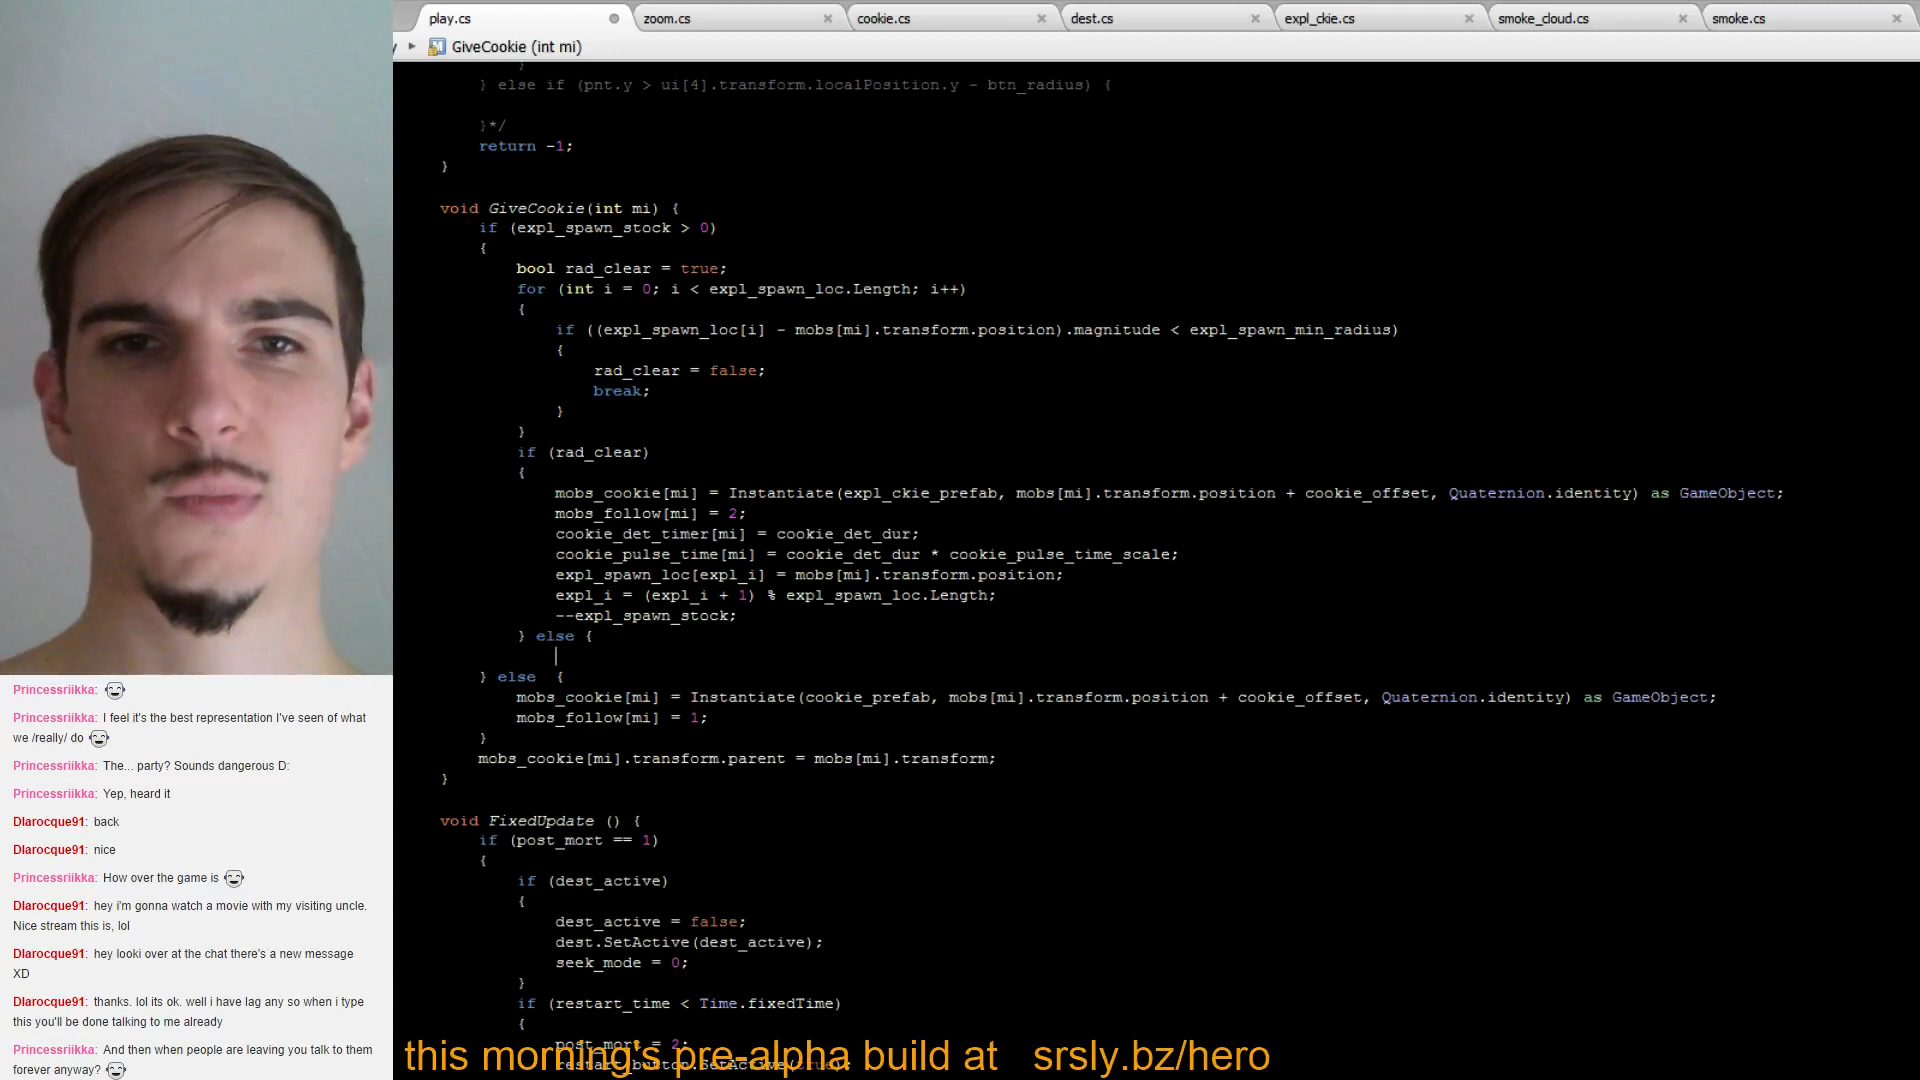 play.cs
zoom.cs
cookie.cs
dest.cs
expl_ckie.cs
smoke_cloud.cs
smoke.cs
GiveCookie (int mi)
}
} else if (pnt.y > ui[4].transform.localPosition.y - btn_radius) {
}*/
return -1;
}
void GiveCookie(int mi) {
if (expl_spawn_stock > 0)
{
bool rad_clear = true;
for (int i = 0; i < expl_spawn_loc.Length; i++)
{
if ((expl_spawn_loc[i] - mobs[mi].transform.position).magnitude < expl_spawn_min_radius)
{
rad_clear = false;
break;
}
}
if (rad_clear)
{
mobs_cookie[mi] = Instantiate(expl_ckie_prefab, mobs[mi].transform.position + cookie_offset, Quaternion.identity) as GameObject;
mobs_follow[mi] = 2;
cookie_det_timer[mi] = cookie_det_dur;
cookie_pulse_time[mi] = cookie_det_dur * cookie_pulse_time_scale;
expl_spawn_loc[expl_i] = mobs[mi].transform.position;
expl_i = (expl_i + 1) % expl_spawn_loc.Length;
--expl_spawn_stock;
} else {
} else  {
mobs_cookie[mi] = Instantiate(cookie_prefab, mobs[mi].transform.position + cookie_offset, Quaternion.identity) as GameObject;
mobs_follow[mi] = 1;
}
mobs_cookie[mi].transform.parent = mobs[mi].transform;
}
void FixedUpdate () {
if (post_mort == 1)
{
if (dest_active)
{
dest_active = false;
dest.SetActive(dest_active);
seek_mode = 0;
}
if (restart_time < Time.fixedTime)
{
post_mort = 2;
restart_button.SetActive(true);
this morning's pre-alpha build at srsly.bz/hero
Princessriikka:
Princessriikka: I feel it's the best representation I've seen of what
we /really/ do
Princessriikka: The... party? Sounds dangerous D:
Princessriikka: Yep, heard it
Dlarocque91: back
Dlarocque91: nice
Princessriikka: How over the game is
Dlarocque91: hey i'm gonna watch a movie with my visiting uncle.
Nice stream this is, lol
Dlarocque91: hey looki over at the chat there's a new message
XD
Dlarocque91: thanks. lol its ok. well i have lag any so when i type
this you'll be done talking to me already
Princessriikka: And then when people are leaving you talk to them
forever anyway?